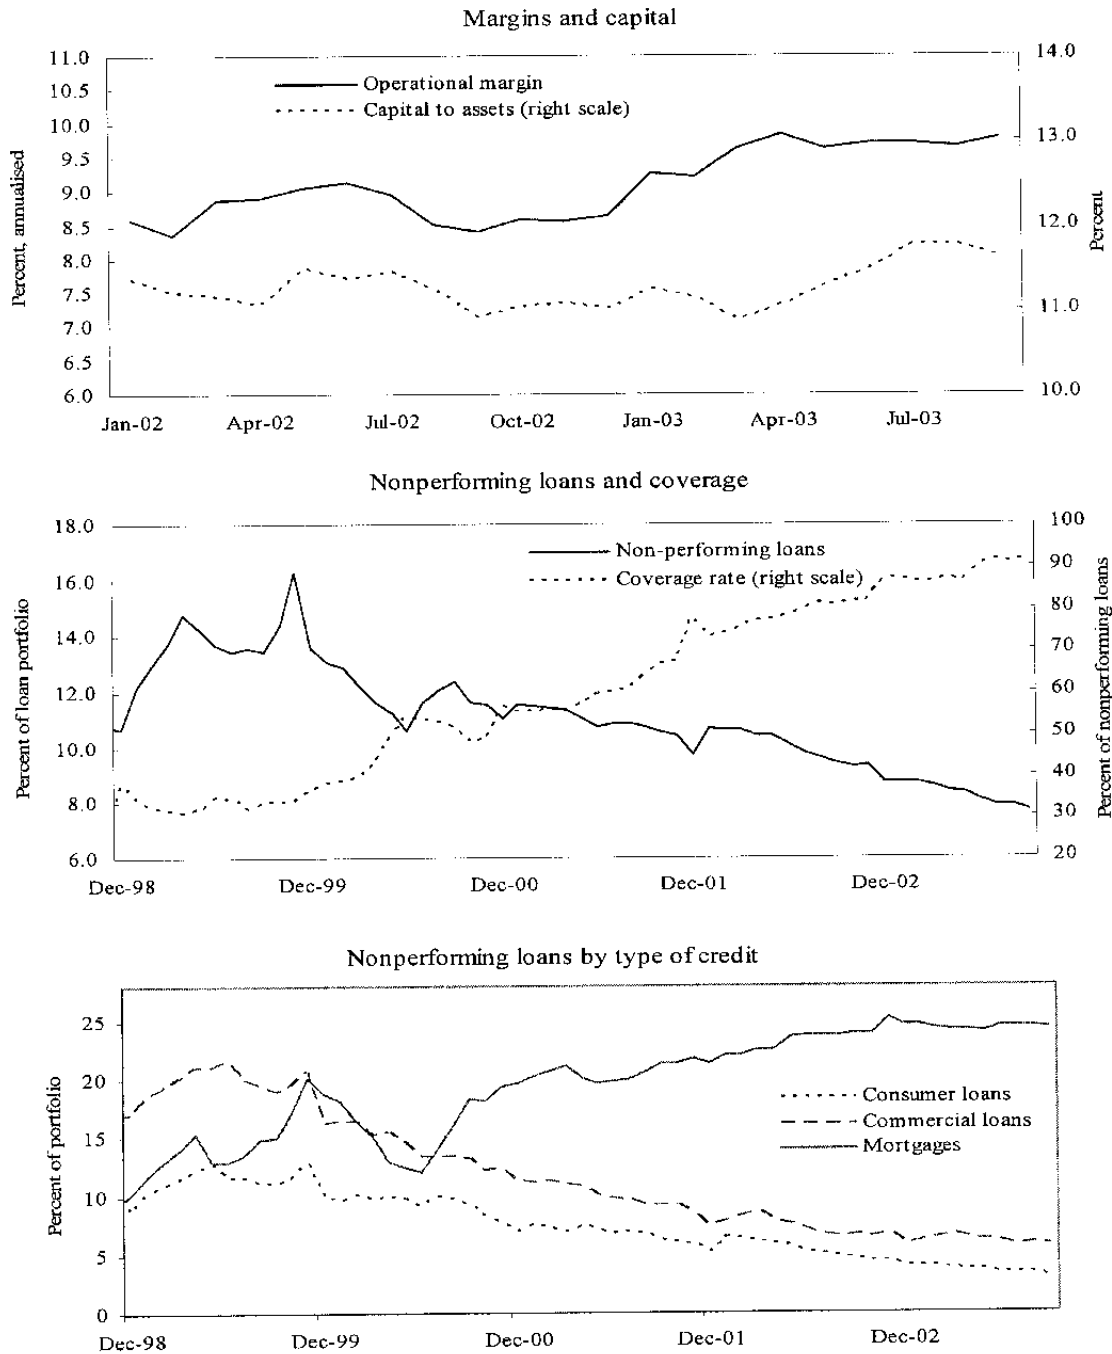 Margins and capital
11.0
10.5
10.0
9.5
9.0
8.5
8.0
7.5
7.0
6.5
6.0
Percent, annualised
Operational margin
Capital to assets (right scale)
14.0
13.0
12.0
11.0
10.0
Percent
Jan-02 Apr-02 Jul-02 Oct-02 Jan-03 Apr-03 Jul-03
Nonperforming loans and coverage
18.0
16.0
14.0
12.0
10.0
8.0
6.0
Percent of loan portfolio
Non-performing loans
Coverage rate (right scale)
100
90
80
70
60
50
40
30
20
Percent of nonperforming loans
Dec-98 Dec-99 Dec-00 Dec-01 Dec-02
Nonperforming loans by type of credit
25
20
15
10
5
0
Percent of portfolio
Consumer loans
Commercial loans
Mortgages
Dec-98 Dec-99 Dec-00 Dec-01 Dec-02